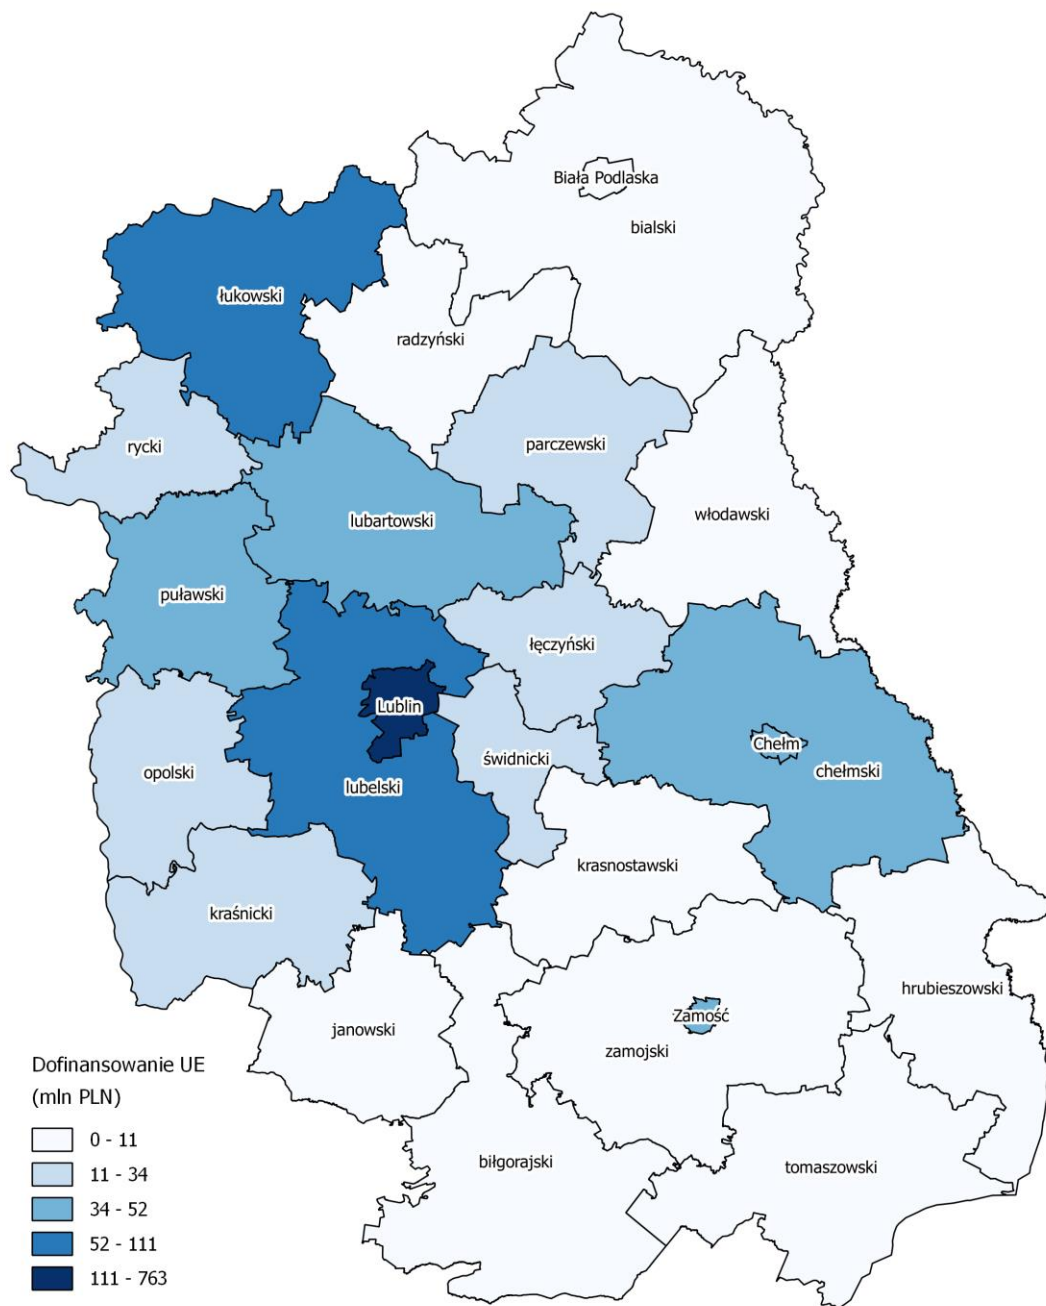 Biała Podlaska
bialski
łukowski
radzyński
rycki
parczewski
włodawski
lubartowski
puławski
łęczyński
Lublin
Chełm
opolski
świdnicki
chełmski
lubelski
krasnostawski
kraśnicki
hrubieszowski
Zamość
janowski
zamojski
biłgorajski
tomaszowski
Dofinansowanie UE
(mln PLN)
0 - 11
11 - 34
34 - 52
52 - 111
111 - 763